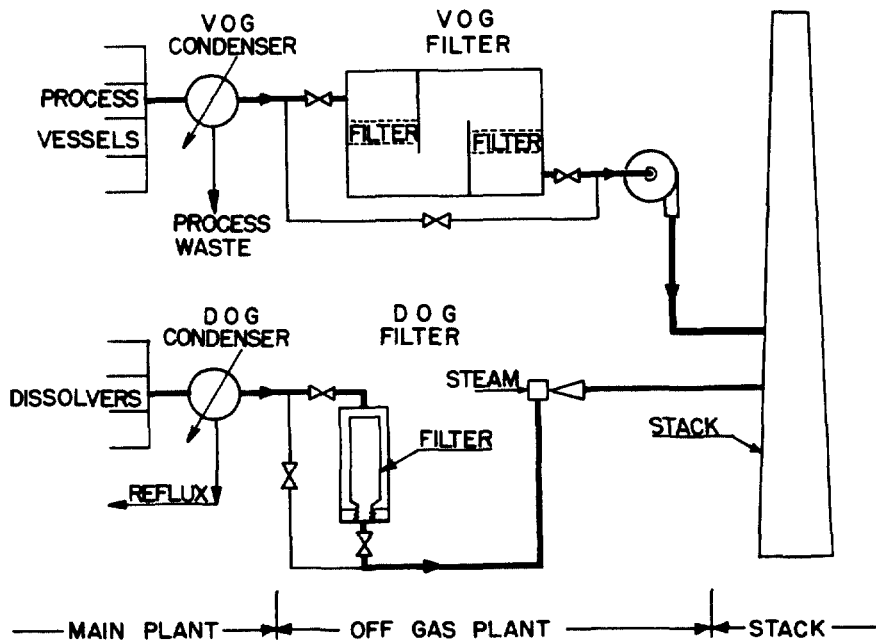 VOG
CONDENSER
VOG
FILTER
PROCESS
VESSELS
FILTER
FILTER
PROCESS
WASTE
DOG
CONDENSER
DOG
FILTER
DISSOLVERS
STEAM
FILTER
STACK
REFLUX
MAIN PLANT
OFF GAS PLANT
STACK